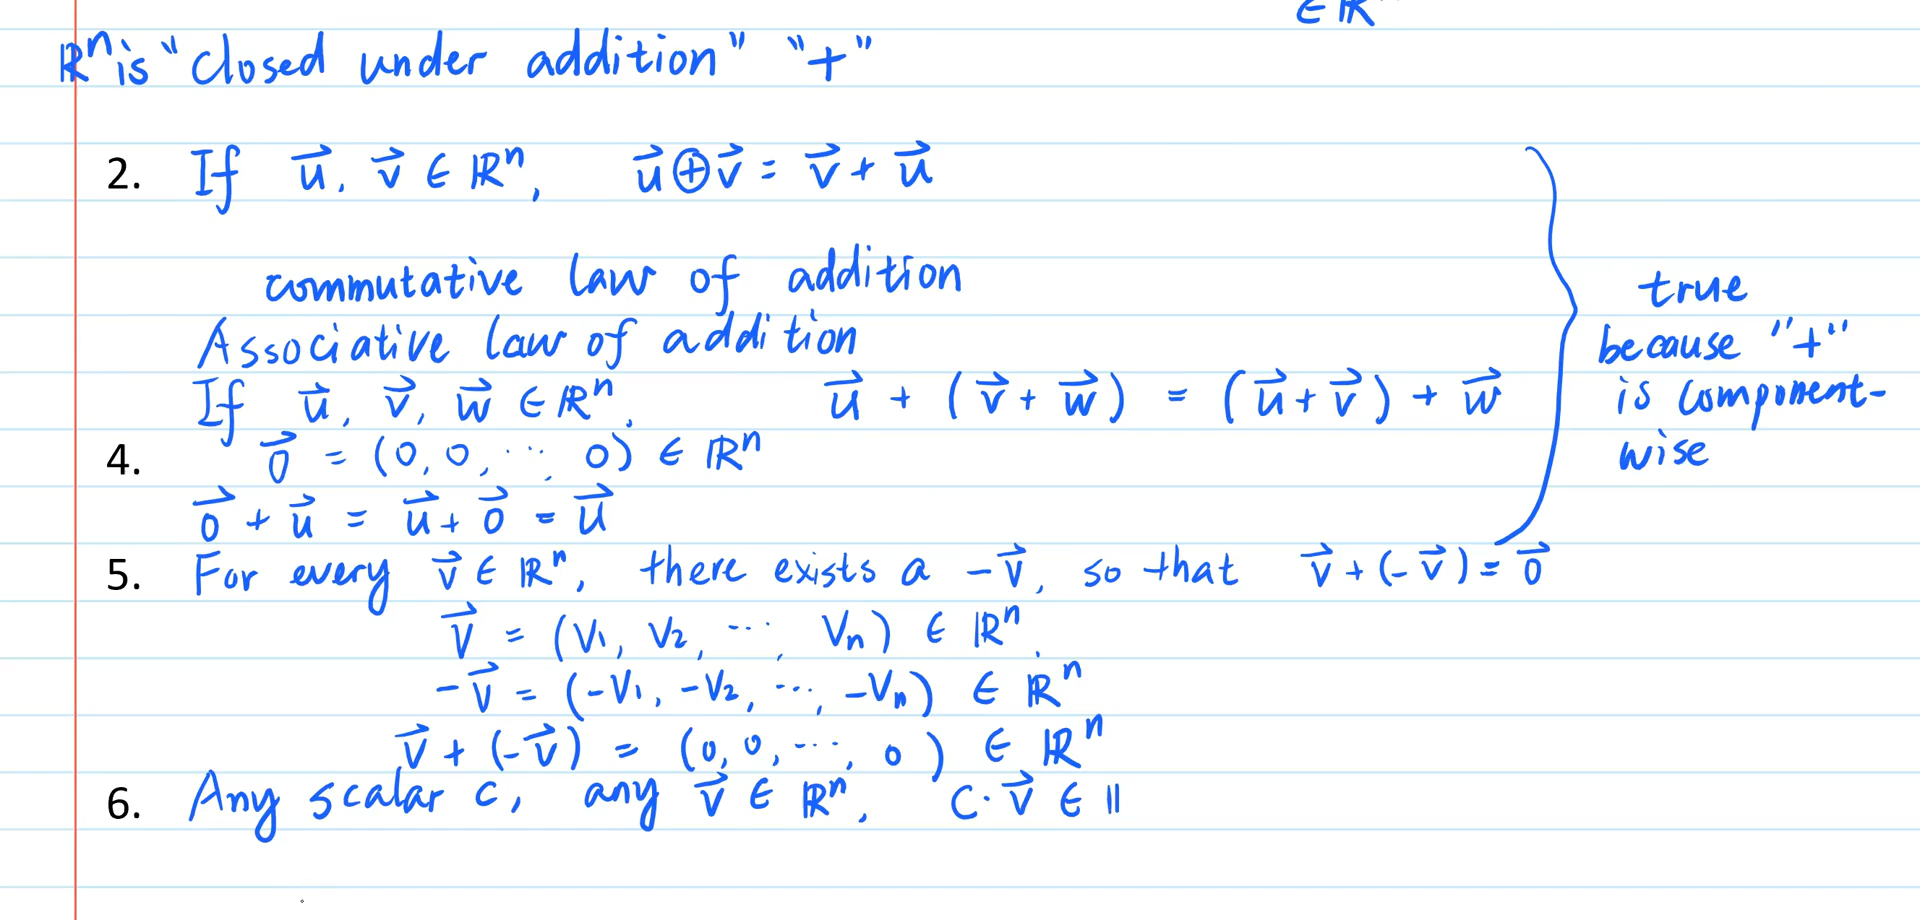 ∈ ℝ
ℝⁿ is "closed under addition" "+"
2. If u⃗, v⃗ ∈ ℝⁿ, u⃗ ⊕ v⃗ = v⃗ + u⃗
commutative law of addition
Associative law of addition
If u⃗, v⃗, w⃗ ∈ ℝⁿ, u⃗ + (v⃗ + w⃗) = (u⃗ + v⃗) + w⃗
4. 0⃗ = (0, 0, ..., 0) ∈ ℝⁿ
0⃗ + u⃗ = u⃗ + 0⃗ = u⃗
true
because "+"
is component-
wise
5. For every v⃗ ∈ ℝⁿ, there exists a -v⃗, so that v⃗ + (-v⃗) = 0⃗
v⃗ = (v₁, v₂, ..., vₙ) ∈ ℝⁿ.
-v⃗ = (-v₁, -v₂, ..., -vₙ) ∈ ℝⁿ
v⃗ + (-v⃗) = (0, 0, ..., 0) ∈ ℝⁿ
6. Any scalar c, any v⃗ ∈ ℝⁿ, c·v⃗ ∈